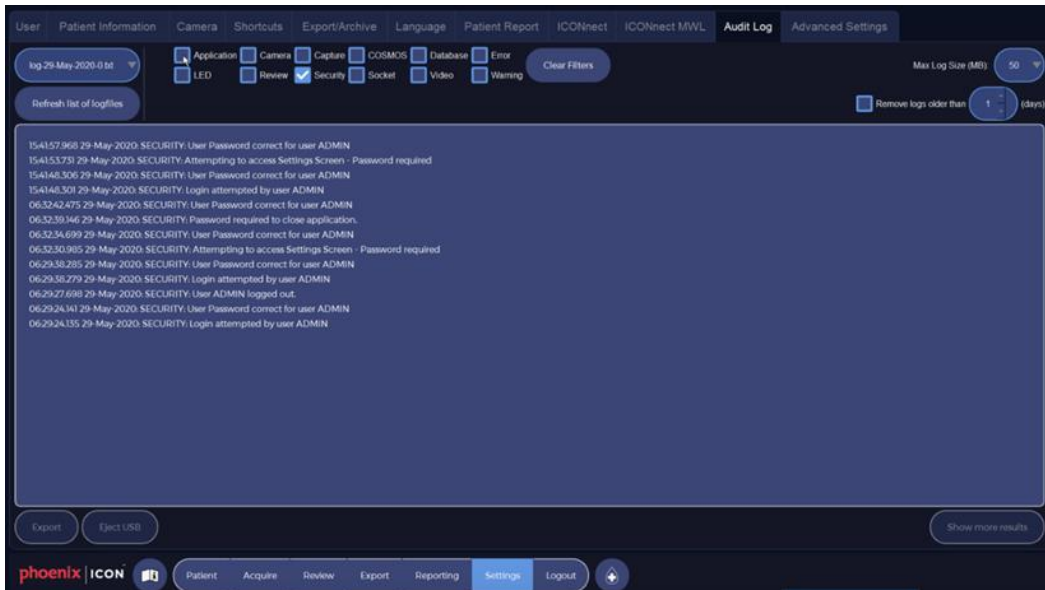 User Patient Information Camera Shortcuts Export/Archive Language Patient Report ICONnect ICONnect MWL Audit Log Advanced Settings
log-29-May-2020-0.txt
Application Camera Capture COSMOS Database Error
LED Review Security Socket Video Warning
Clear Filters
Max Log Size (MB): 50
Refresh list of logfiles
Remove logs older than 1 (days)
15:41:57.968 29-May-2020: SECURITY: User Password correct for user ADMIN
15:41:53.731 29-May-2020: SECURITY: Attempting to access Settings Screen - Password required
15:41:48.306 29-May-2020: SECURITY: User Password correct for user ADMIN
15:41:48.301 29-May-2020: SECURITY: Login attempted by user ADMIN
06:32:42.475 29-May-2020: SECURITY: User Password correct for user ADMIN
06:32:39.146 29-May-2020: SECURITY: Password required to close application.
06:32:34.699 29-May-2020: SECURITY: User Password correct for user ADMIN
06:32:30.985 29-May-2020: SECURITY: Attempting to access Settings Screen - Password required
06:29:38.285 29-May-2020: SECURITY: User Password correct for user ADMIN
06:29:38.279 29-May-2020: SECURITY: Login attempted by user ADMIN
06:29:27.698 29-May-2020: SECURITY: User ADMIN logged out.
06:29:24.141 29-May-2020: SECURITY: User Password correct for user ADMIN
06:29:24.135 29-May-2020: SECURITY: Login attempted by user ADMIN
Export Eject USB Show more results
phoenix | ICON Patient Acquire Review Export Reporting Settings Logout